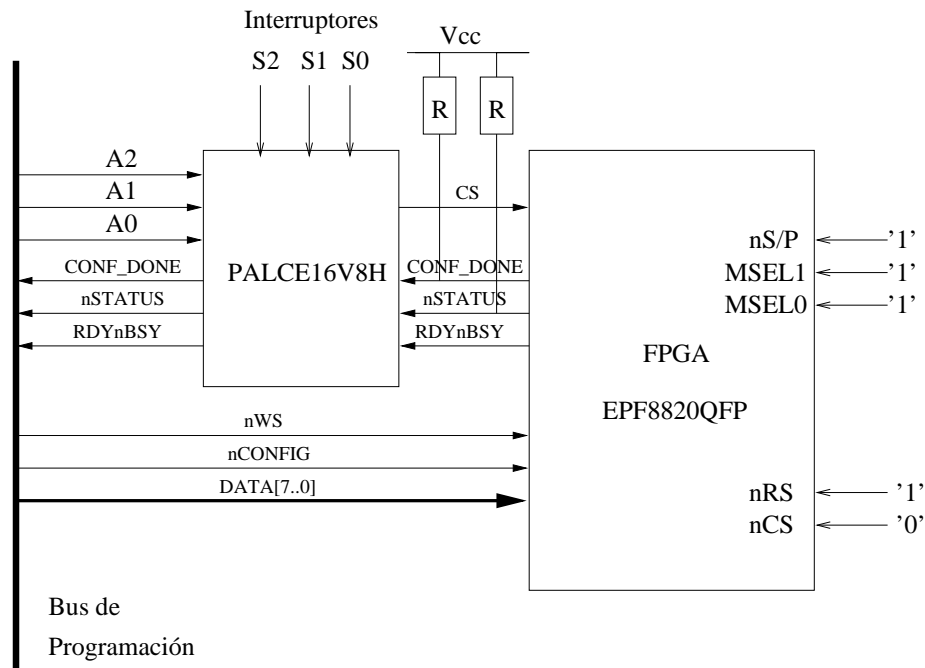 Interruptores
Vcc
S2 S1 S0
R R
A2
A1
A0
CS
CONF_DONE
nSTATUS
RDYnBSY
PALCE16V8H
CONF_DONE
nSTATUS
RDYnBSY
nS/P '1'
MSEL1 '1'
MSEL0 '1'
FPGA
EPF8820QFP
nWS
nCONFIG
DATA[7..0]
nRS '1'
nCS '0'
Bus de
Programación